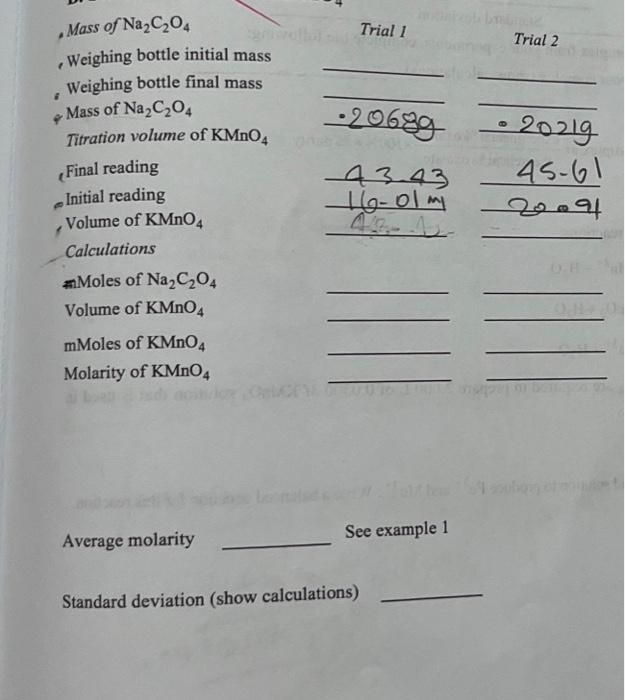 Mass of Na₂C₂O₄ Trial 1 Trial 2
Weighing bottle initial mass
Weighing bottle final mass
Mass of Na₂C₂O₄ .2068g .2021g
Titration volume of KMnO₄
Final reading 43.43 45-61
Initial reading 16-01 m 20.91
Volume of KMnO₄
Calculations
mMoles of Na₂C₂O₄
Volume of KMnO₄
mMoles of KMnO₄
Molarity of KMnO₄
Average molarity See example 1
Standard deviation (show calculations)